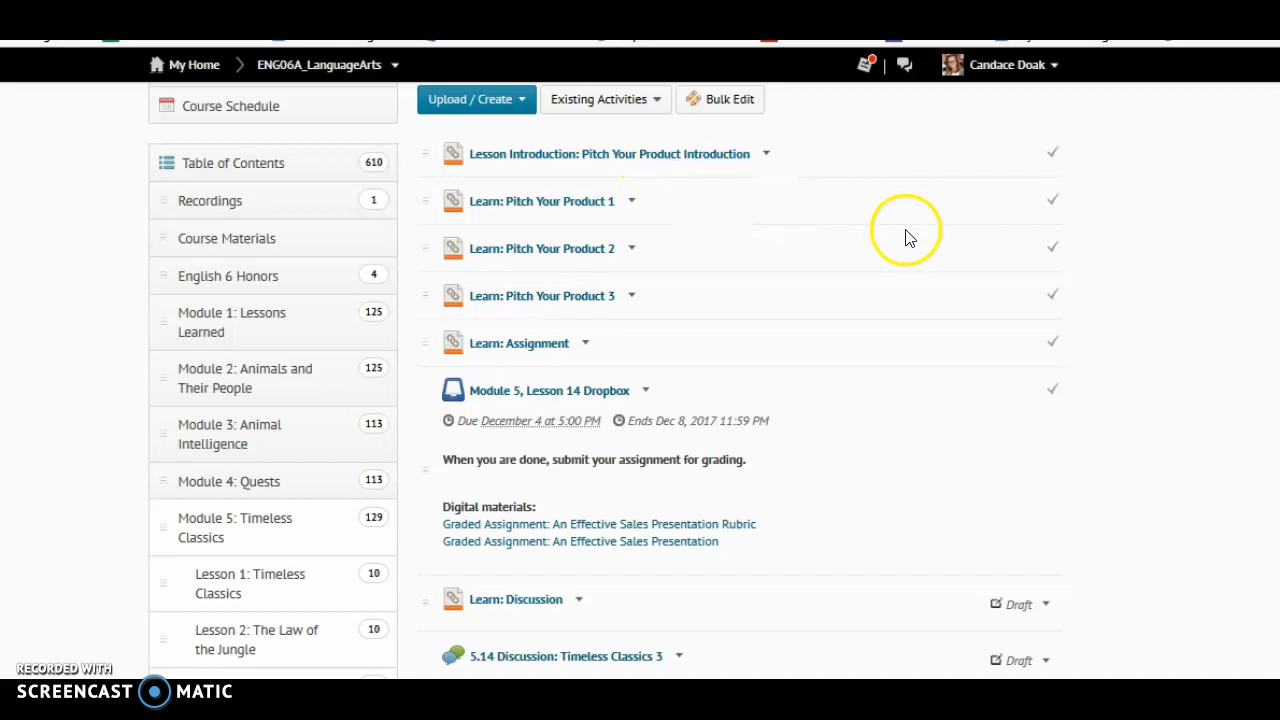 My Home
ENG06A_LanguageArts
Candace Doak
Course Schedule
Upload / Create
Existing Activities
Bulk Edit
Table of Contents
610
Recordings
1
Course Materials
English 6 Honors
4
Module 1: Lessons
Learned
125
Module 2: Animals and
Their People
125
Module 3: Animal
Intelligence
113
Module 4: Quests
113
Module 5: Timeless
Classics
129
Lesson 1: Timeless
Classics
10
Lesson 2: The Law of
the Jungle
10
Lesson Introduction: Pitch Your Product Introduction
Learn: Pitch Your Product 1
Learn: Pitch Your Product 2
Learn: Pitch Your Product 3
Learn: Assignment
Module 5, Lesson 14 Dropbox
Due December 4 at 5:00 PM Ends Dec 8, 2017 11:59 PM
When you are done, submit your assignment for grading.
Digital materials:
Graded Assignment: An Effective Sales Presentation Rubric
Graded Assignment: An Effective Sales Presentation
Learn: Discussion
Draft
5.14 Discussion: Timeless Classics 3
Draft
RECORDED WITH
SCREENCAST MATIC